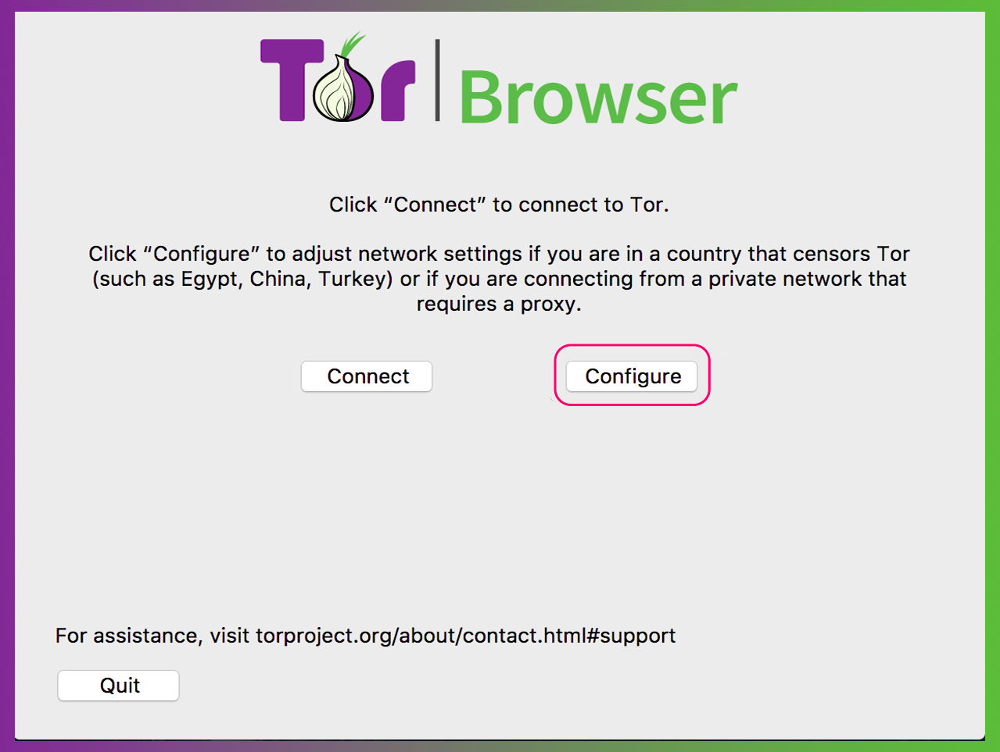 Tor Browser
Click “Connect” to connect to Tor.
Click “Configure” to adjust network settings if you are in a country that censors Tor
(such as Egypt, China, Turkey) or if you are connecting from a private network that
requires a proxy.
Connect Configure
For assistance, visit torproject.org/about/contact.html#support
Quit